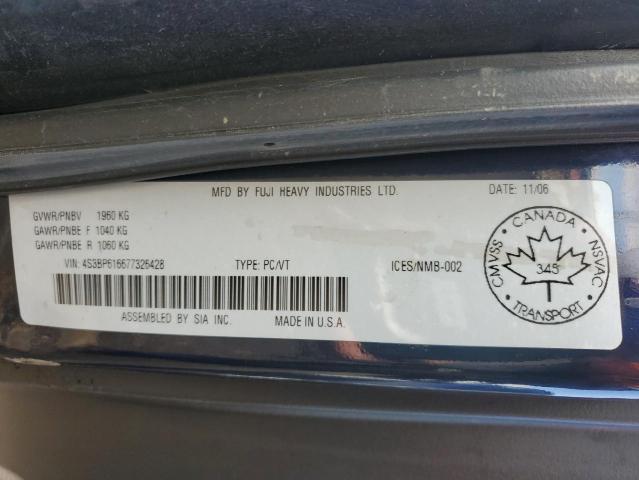 MFD BY FUJI HEAVY INDUSTRIES LTD.
DATE: 11/06
GVWR/PNBV 1960 KG
GAWR/PNBE F 1040 KG
GAWR/PNBE R 1060 KG
VIN: 4S3BP616677326428
TYPE: PC/VT
ICES/NMB-002
ASSEMBLED BY SIA INC.
MADE IN U.S.A.
CANADA
CMVSS
NSVAC
345
TRANSPORT